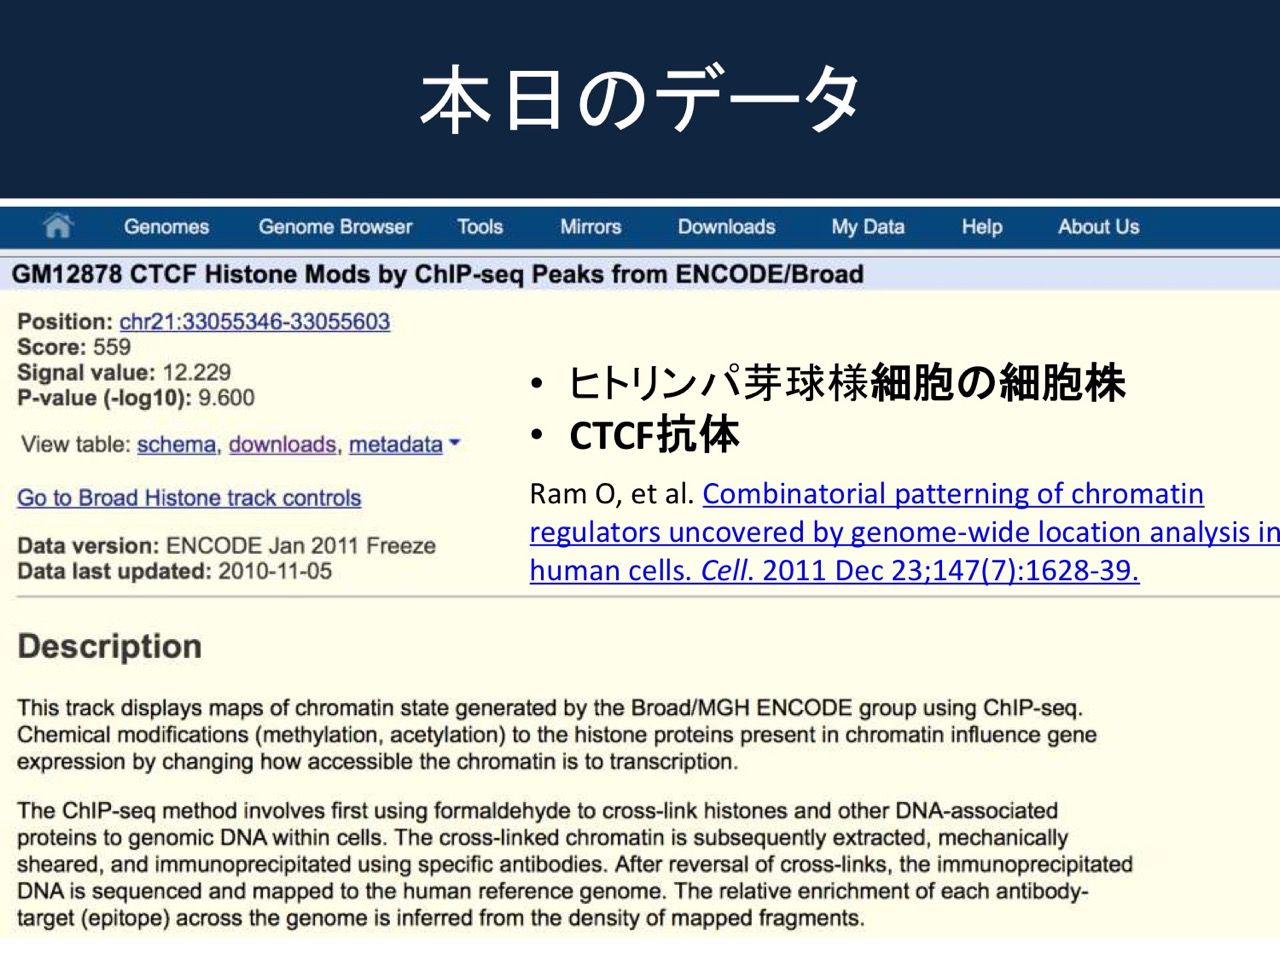 本日のデータ
Genomes Genome Browser Tools Mirrors Downloads My Data Help About Us
GM12878 CTCF Histone Mods by ChIP-seq Peaks from ENCODE/Broad
Position: chr21:33055346-33055603
Score: 559
Signal value: 12.229
P-value (-log10): 9.600
View table: schema, downloads, metadata
Go to Broad Histone track controls
Data version: ENCODE Jan 2011 Freeze
Data last updated: 2010-11-05
• ヒトリンパ芽球様細胞の細胞株
• CTCF抗体
Ram O, et al. Combinatorial patterning of chromatin
regulators uncovered by genome-wide location analysis in
human cells. Cell. 2011 Dec 23;147(7):1628-39.
Description
This track displays maps of chromatin state generated by the Broad/MGH ENCODE group using ChIP-seq.
Chemical modifications (methylation, acetylation) to the histone proteins present in chromatin influence gene
expression by changing how accessible the chromatin is to transcription.
The ChIP-seq method involves first using formaldehyde to cross-link histones and other DNA-associated
proteins to genomic DNA within cells. The cross-linked chromatin is subsequently extracted, mechanically
sheared, and immunoprecipitated using specific antibodies. After reversal of cross-links, the immunoprecipitated
DNA is sequenced and mapped to the human reference genome. The relative enrichment of each antibody-
target (epitope) across the genome is inferred from the density of mapped fragments.